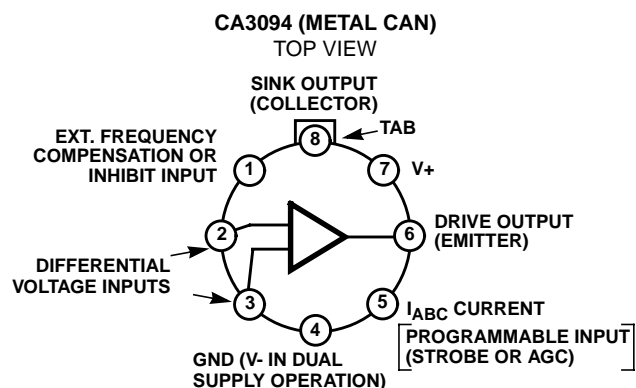 CA3094 (METAL CAN)
TOP VIEW
SINK OUTPUT
(COLLECTOR)
TAB
EXT. FREQUENCY
COMPENSATION OR
INHIBIT INPUT
8
1
7
V+
2
6
DRIVE OUTPUT
(EMITTER)
DIFFERENTIAL
VOLTAGE INPUTS
3
5
4
IABC CURRENT
PROGRAMMABLE INPUT
(STROBE OR AGC)
GND (V- IN DUAL
SUPPLY OPERATION)